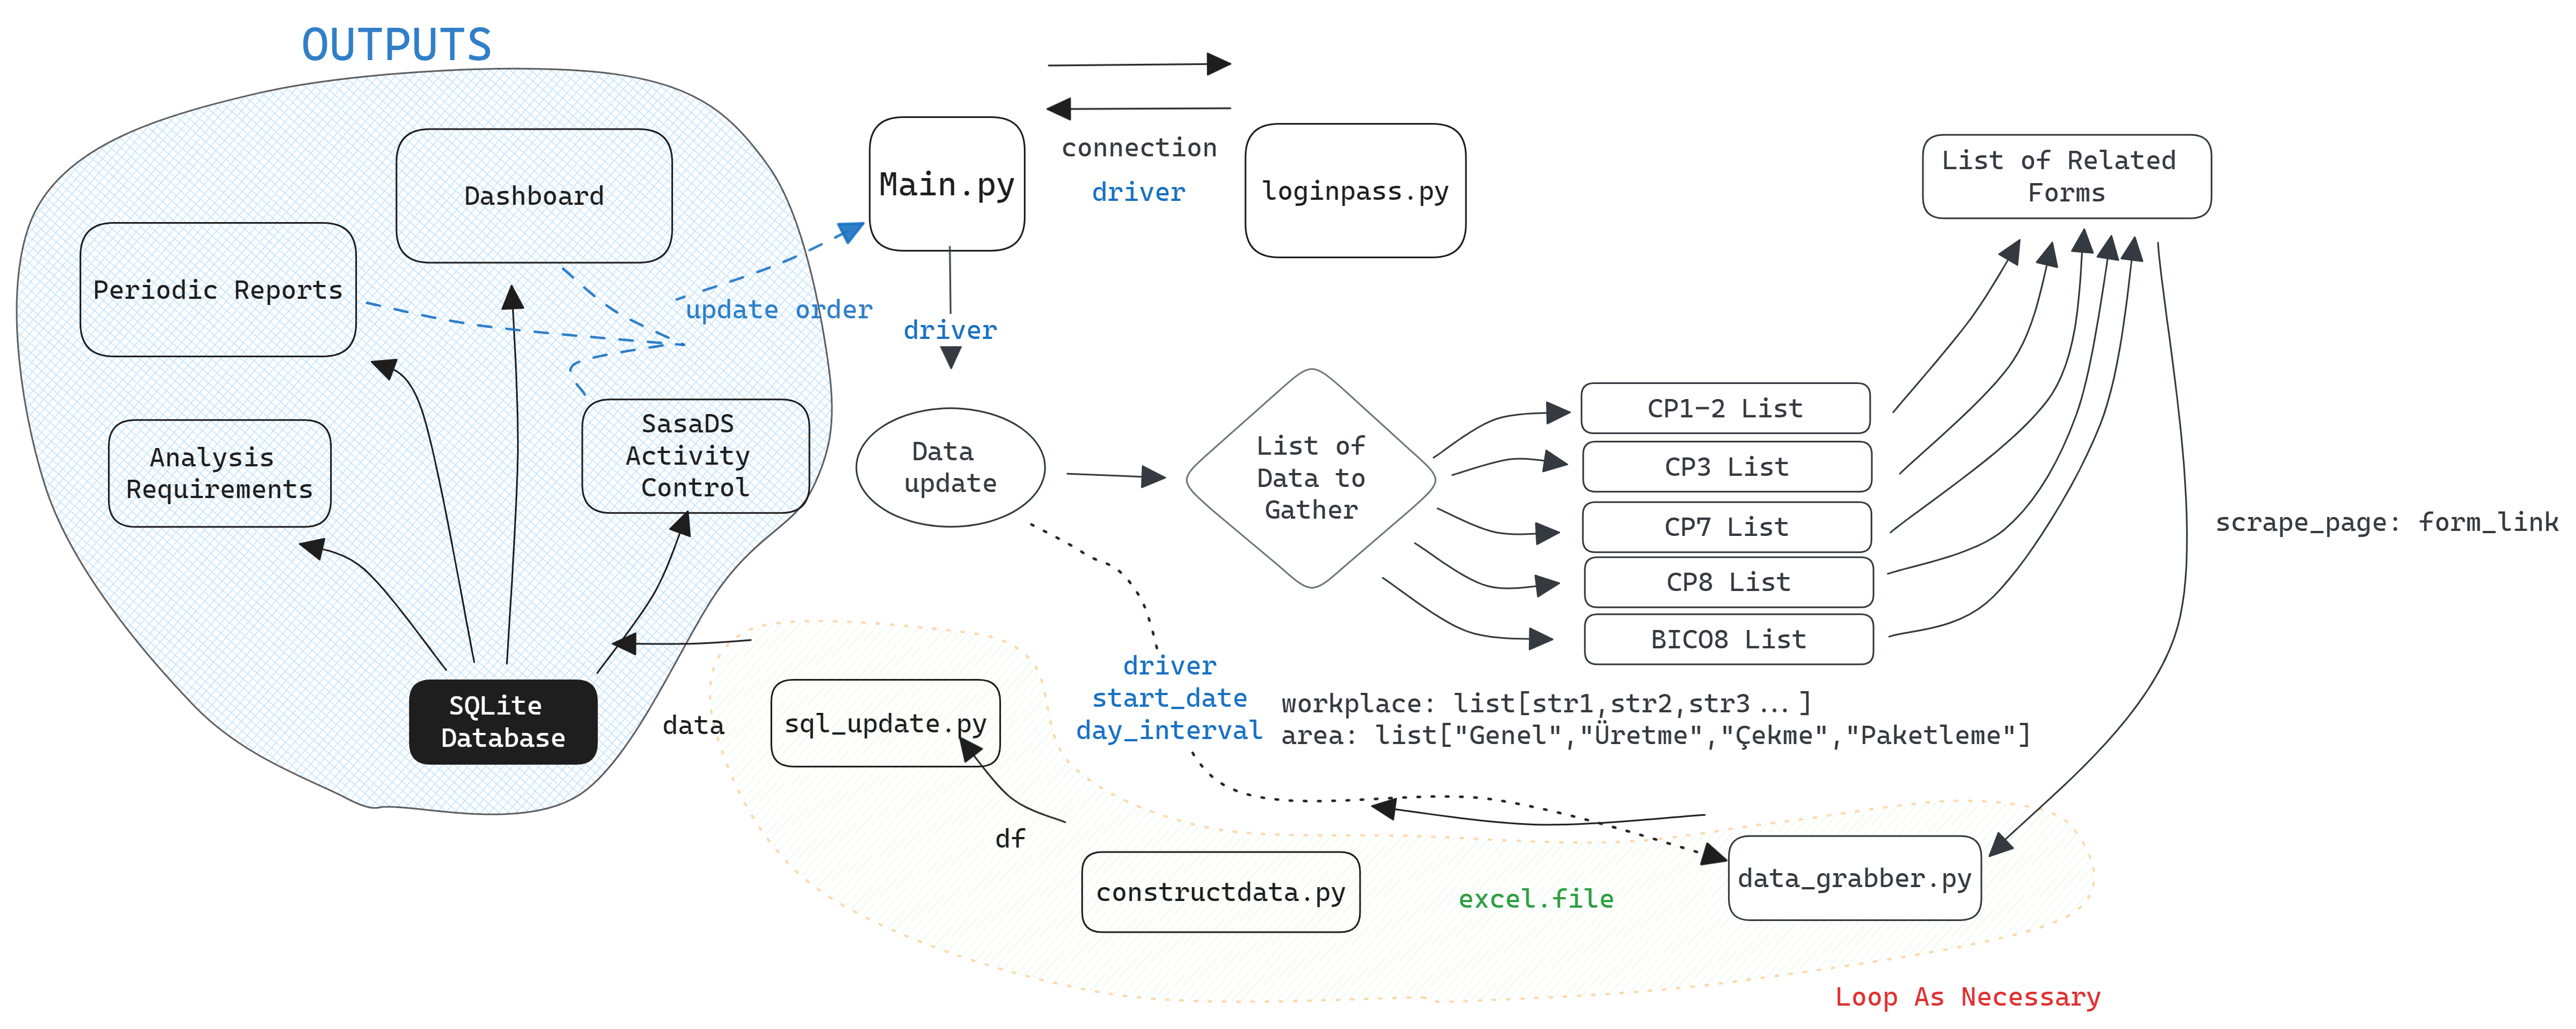 OUTPUTS
Dashboard
Periodic Reports
Analysis
Requirements
SasaDS
Activity
Control
SQLite
Database
update order
Main.py
connection
driver
loginpass.py
driver
Data
update
List of
Data to
Gather
CP1-2 List
CP3 List
CP7 List
CP8 List
BICO8 List
List of Related
Forms
scrape_page: form_link
driver
start_date
day_interval
workplace: list[str1,str2,str3...]
area: list["Genel","Üretme","Çekme","Paketleme"]
data
sql_update.py
df
constructdata.py
excel.file
data_grabber.py
Loop As Necessary